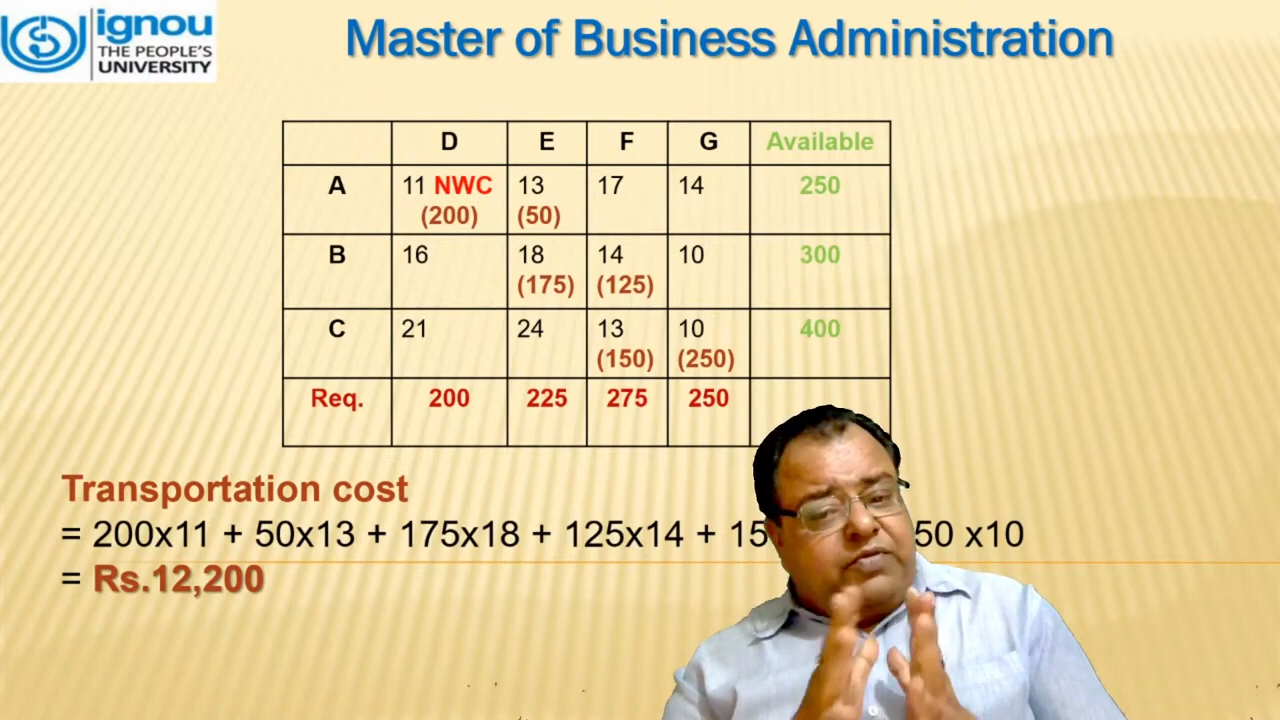 ignou
THE PEOPLE'S
UNIVERSITY
Master of Business Administration
D E F G Available
A 11 NWC 13 17 14 250
(200) (50)
B 16 18 14 10 300
(175) (125)
C 21 24 13 10 400
(150) (250)
Req. 200 225 275 250
Transportation cost
= 200x11 + 50x13 + 175x18 + 125x14 + 15 50 x10
= Rs.12,200